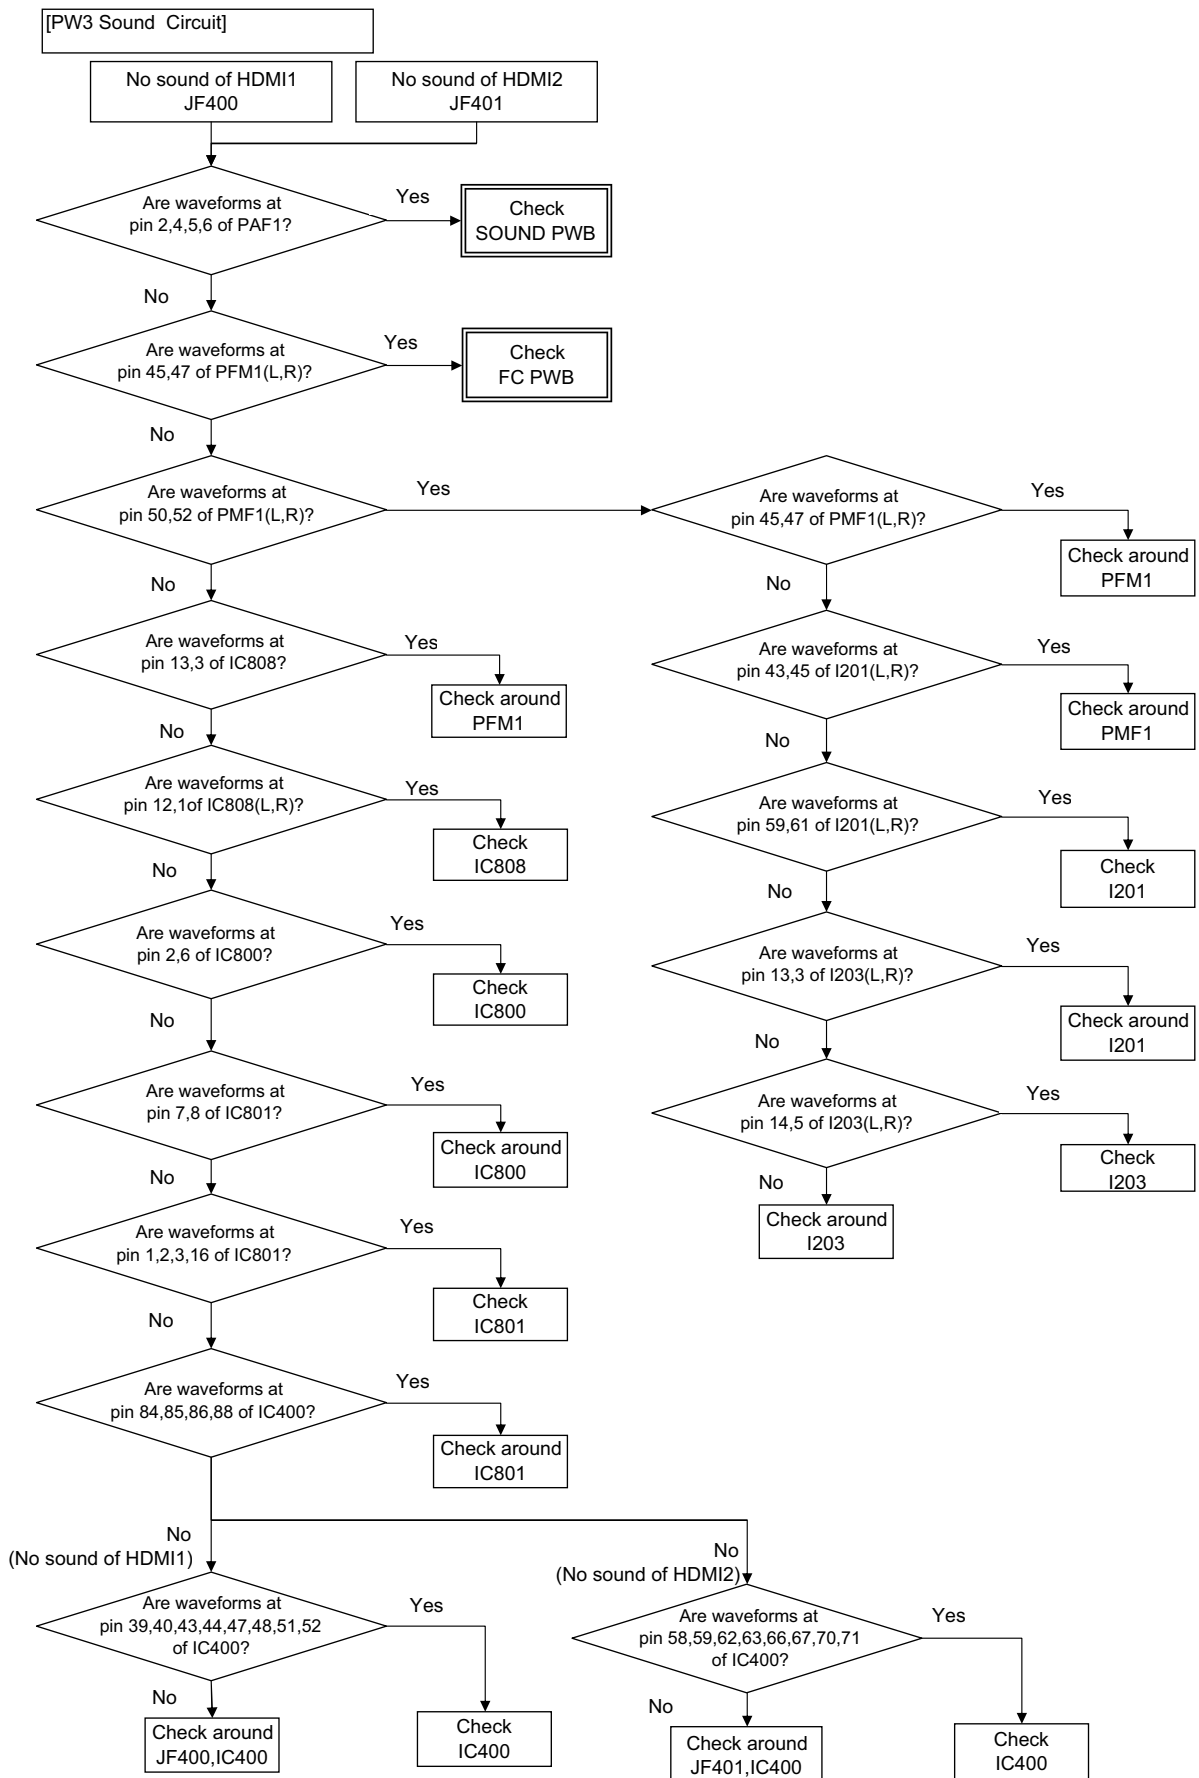 [PW3 Sound  Circuit]
No sound of HDMI1
JF400
No sound of HDMI2
JF401
Are waveforms at
pin 2,4,5,6 of PAF1?
Yes
Check
SOUND PWB
No
Are waveforms at
pin 45,47 of PFM1(L,R)?
Yes
Check
FC PWB
No
Are waveforms at
pin 50,52 of PMF1(L,R)?
Yes
Are waveforms at
pin 45,47 of PMF1(L,R)?
Yes
Check around
PFM1
No
No
Are waveforms at
pin 13,3 of IC808?
Yes
Check around
PFM1
Are waveforms at
pin 43,45 of I201(L,R)?
Yes
Check around
PMF1
No
No
Are waveforms at
pin 12,1of IC808(L,R)?
Yes
Check
IC808
Are waveforms at
pin 59,61 of I201(L,R)?
Yes
Check
I201
No
No
Are waveforms at
pin 2,6 of IC800?
Yes
Check
IC800
Are waveforms at
pin 13,3 of I203(L,R)?
Yes
Check around
I201
No
No
Are waveforms at
pin 7,8 of IC801?
Yes
Check around
IC800
Are waveforms at
pin 14,5 of I203(L,R)?
Yes
Check
I203
No
No
Check around
I203
Are waveforms at
pin 1,2,3,16 of IC801?
Yes
Check
IC801
No
Are waveforms at
pin 84,85,86,88 of IC400?
Yes
Check around
IC801
No
(No sound of HDMI1)
No
(No sound of HDMI2)
Are waveforms at
pin 39,40,43,44,47,48,51,52
of IC400?
Yes
Are waveforms at
pin 58,59,62,63,66,67,70,71
of IC400?
Yes
No
Check around
JF400,IC400
Check
IC400
No
Check around
JF401,IC400
Check
IC400